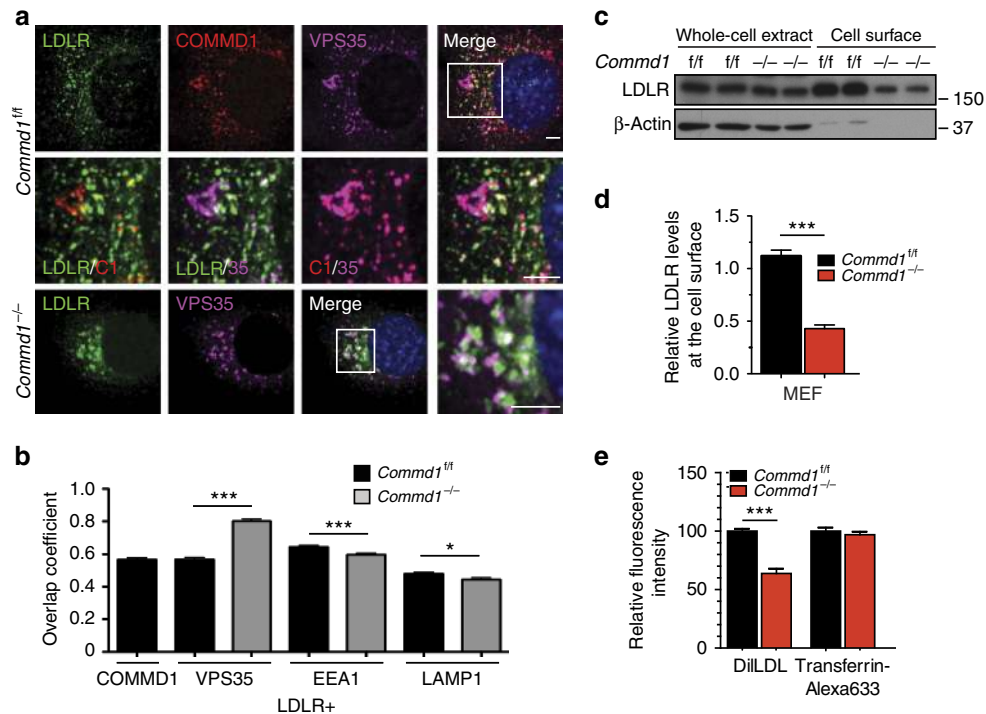 a
LDLR COMMD1 VPS35 Merge
Commd1f/f
LDLR/C1 LDLR/35 C1/35
LDLR VPS35 Merge
Commd1−/−
b
Commd1f/f
Commd1−/−
Overlap coefficient
1.0
0.8
0.6
0.4
0.2
0
***
***
*
COMMD1 VPS35 EEA1 LAMP1
LDLR+
c
Whole-cell extract Cell surface
Commd1 f/f f/f −/− −/− f/f f/f −/− −/−
LDLR
– 150
β-Actin
– 37
d
Relative LDLR levels
at the cell surface
1.5
1.0
0.5
0.0
***
Commd1f/f
Commd1−/−
MEF
e
Relative fluorescence
intensity
150
100
50
0
Commd1f/f
Commd1−/−
***
DilLDL Transferrin-
Alexa633